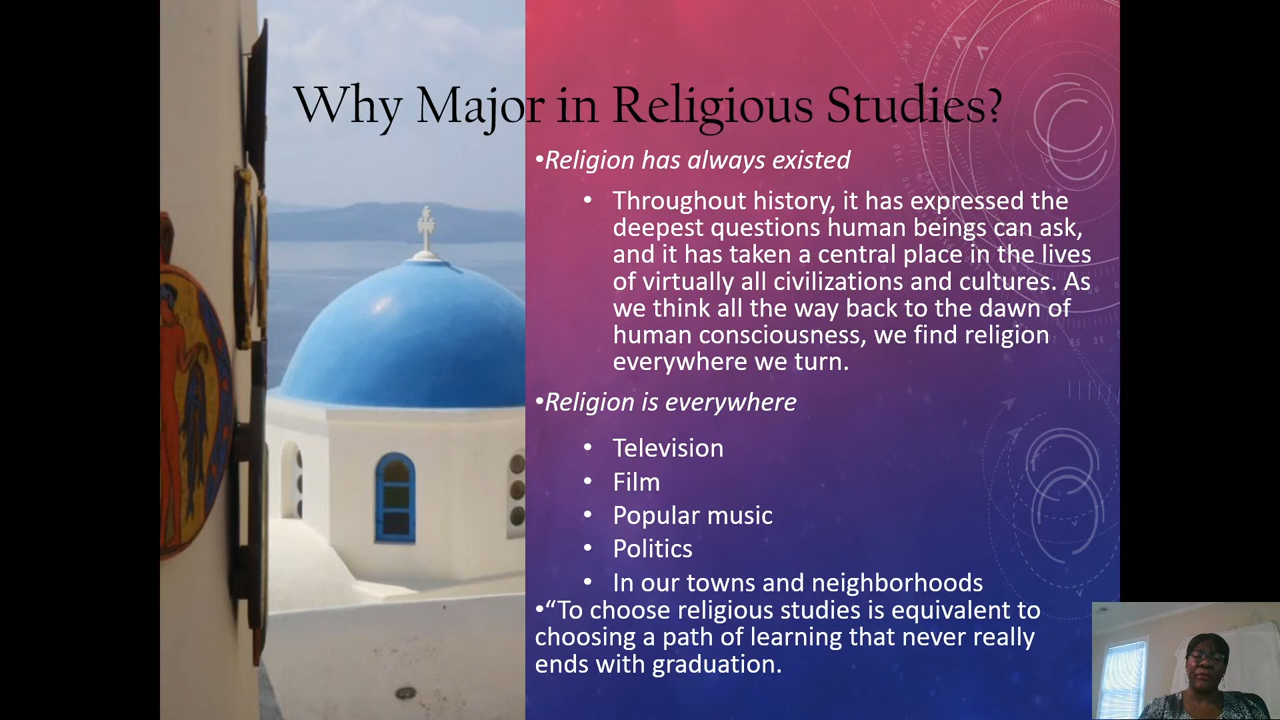 Why Major in Religious Studies?
•Religion has always existed
• Throughout history, it has expressed the
deepest questions human beings can ask,
and it has taken a central place in the lives
of virtually all civilizations and cultures. As
we think all the way back to the dawn of
human consciousness, we find religion
everywhere we turn.
•Religion is everywhere
• Television
• Film
• Popular music
• Politics
• In our towns and neighborhoods
•“To choose religious studies is equivalent to
choosing a path of learning that never really
ends with graduation.